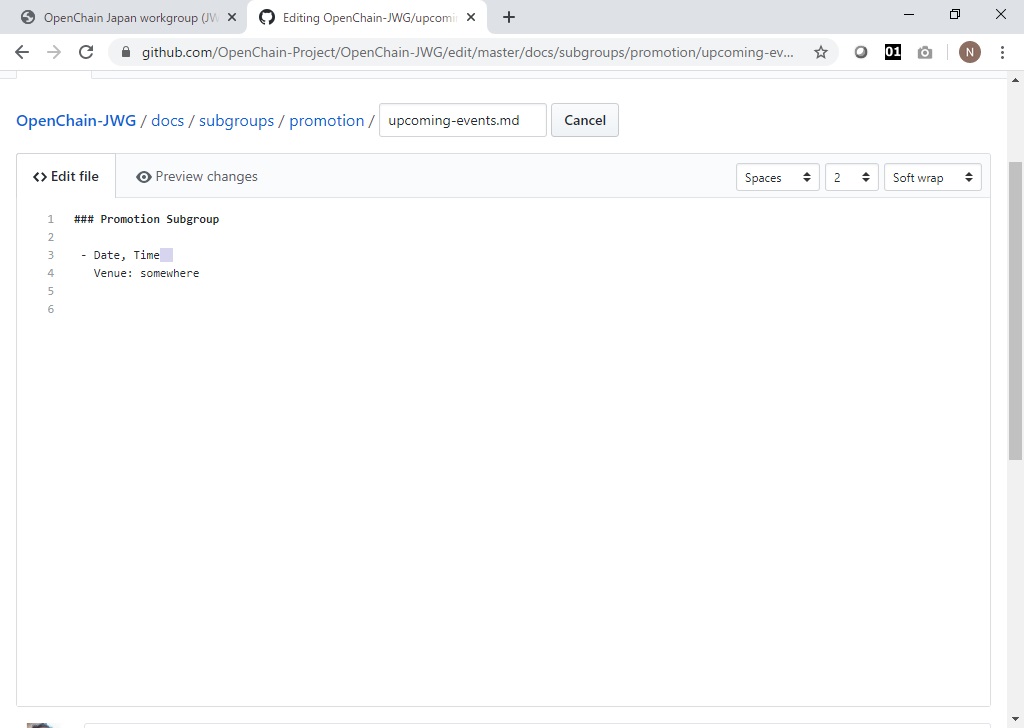 OpenChain Japan workgroup (JW
Editing OpenChain-JWG/upcomin
github.com/OpenChain-Project/OpenChain-JWG/edit/master/docs/subgroups/promotion/upcoming-ev...
01
N
OpenChain-JWG / docs / subgroups / promotion / upcoming-events.md Cancel
<> Edit file Preview changes Spaces 2 Soft wrap
1 ### Promotion Subgroup
2
3 - Date, Time
4 Venue: somewhere
5
6